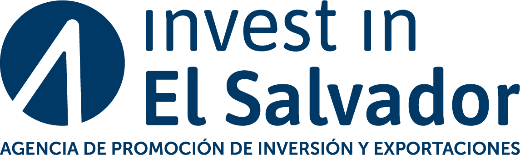 invest in
El Salvador
AGENCIA DE PROMOCIÓN DE INVERSIÓN Y EXPORTACIONES